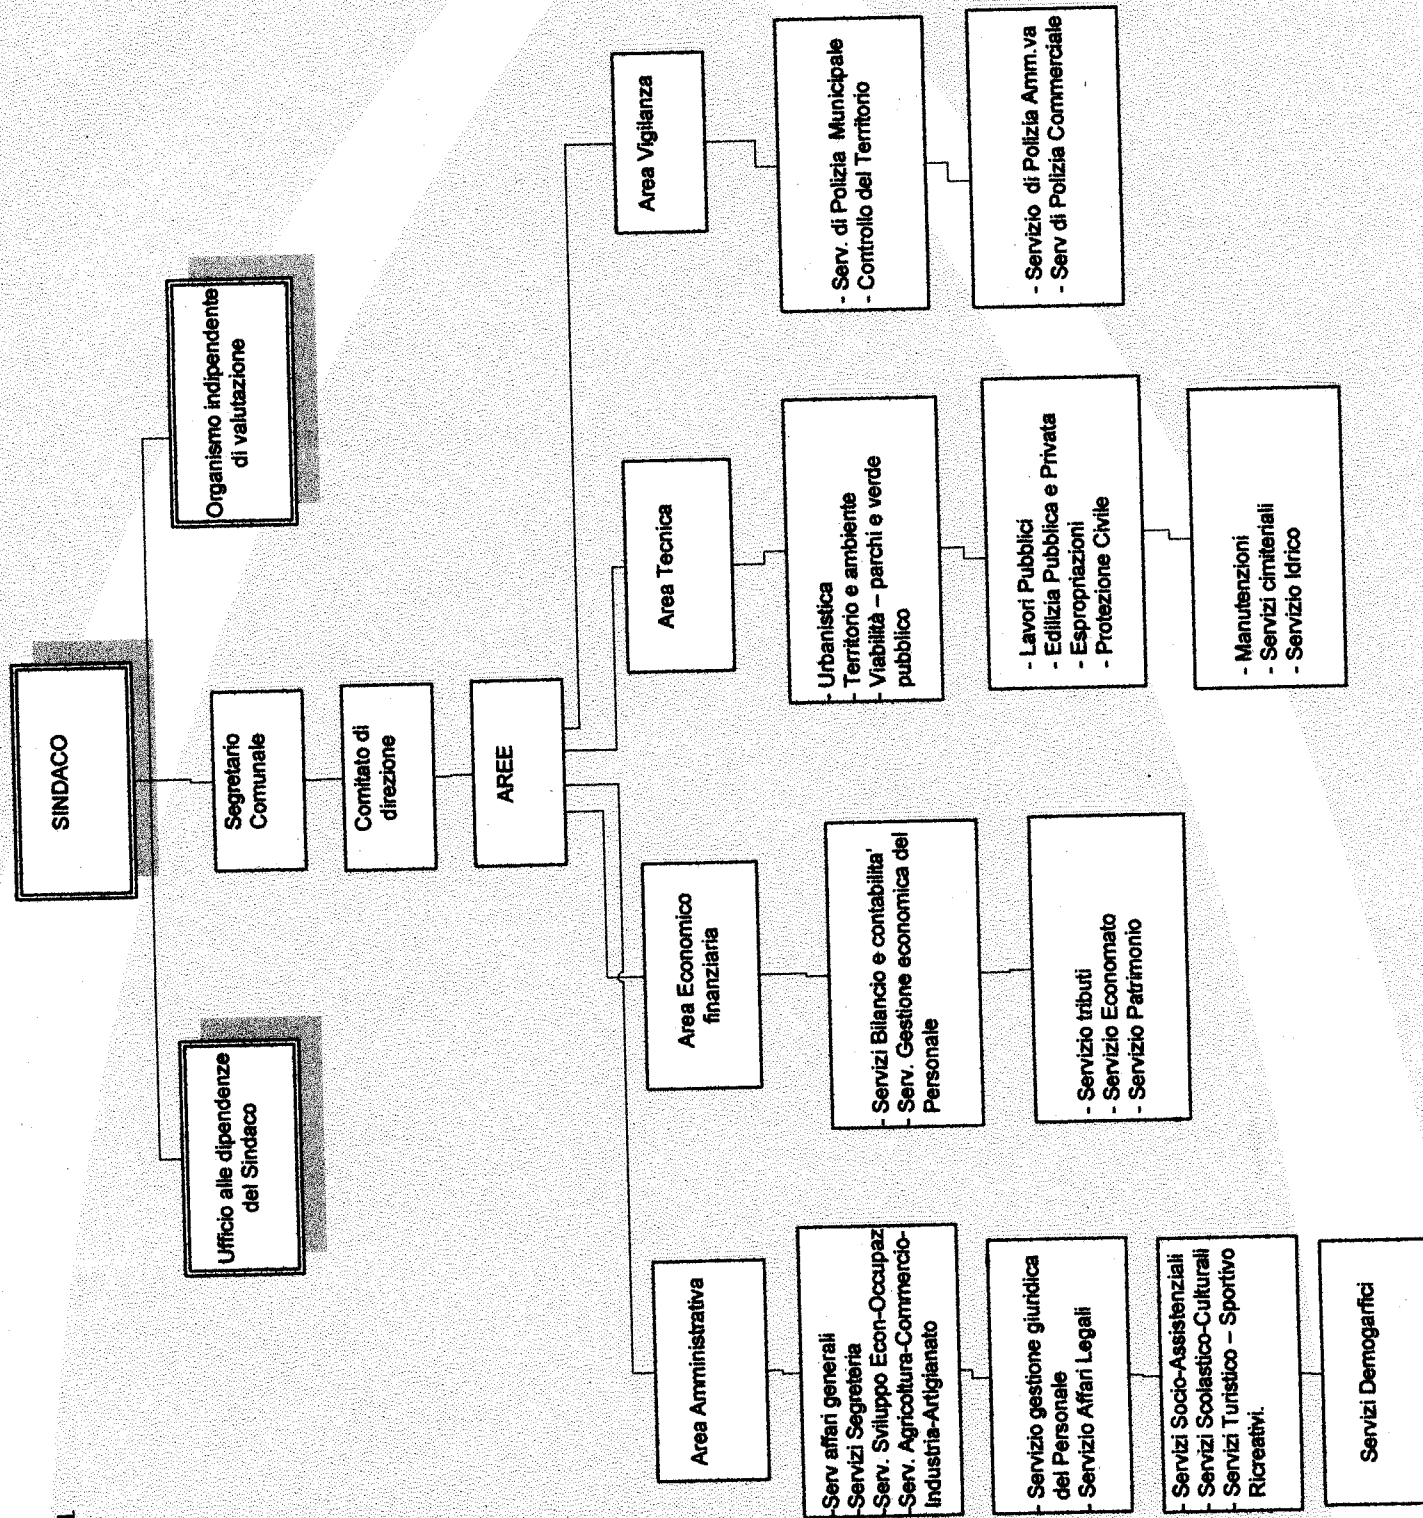 SINDACO
Ufficio alle dipendenze
del Sindaco
Organismo indipendente
di valutazione
Segretario
Comunale
Comitato di
direzione
AREE
Area Amministrativa
Area Economico
finanziaria
Area Tecnica
Area Vigilanza
-Serv affari generali
-Servizi Segreteria
-Serv. Sviluppo Econ-Occupaz
-Serv. Agricoltura-Commercio-
Industria-Artigianato
- Servizio gestione giuridica
del Personale
- Servizio Affari Legali
- Servizi Socio-Assistenziali
- Servizi Scolastico-Culturali
- Servizi Turistico – Sportivo
Ricreativi.
Servizi Demogarfici
- Servizi Bilancio e contabilita'
- Serv. Gestione economica del
Personale
- Servizio tributi
- Servizio Economato
- Servizio Patrimonio
- Urbanistica
- Territorio e ambiente
- Viabilità – parchi e verde
pubblico
- Lavori Pubblici
- Edilizia Pubblica e Privata
- Espropriazioni
- Protezione Civile
- Manutenzioni
- Servizi cimiteriali
- Servizio Idrico
- Serv. di Polizia Municipale
- Controllo del Territorio
- Servizio di Polizia Amm.va
- Serv di Polizia Commerciale